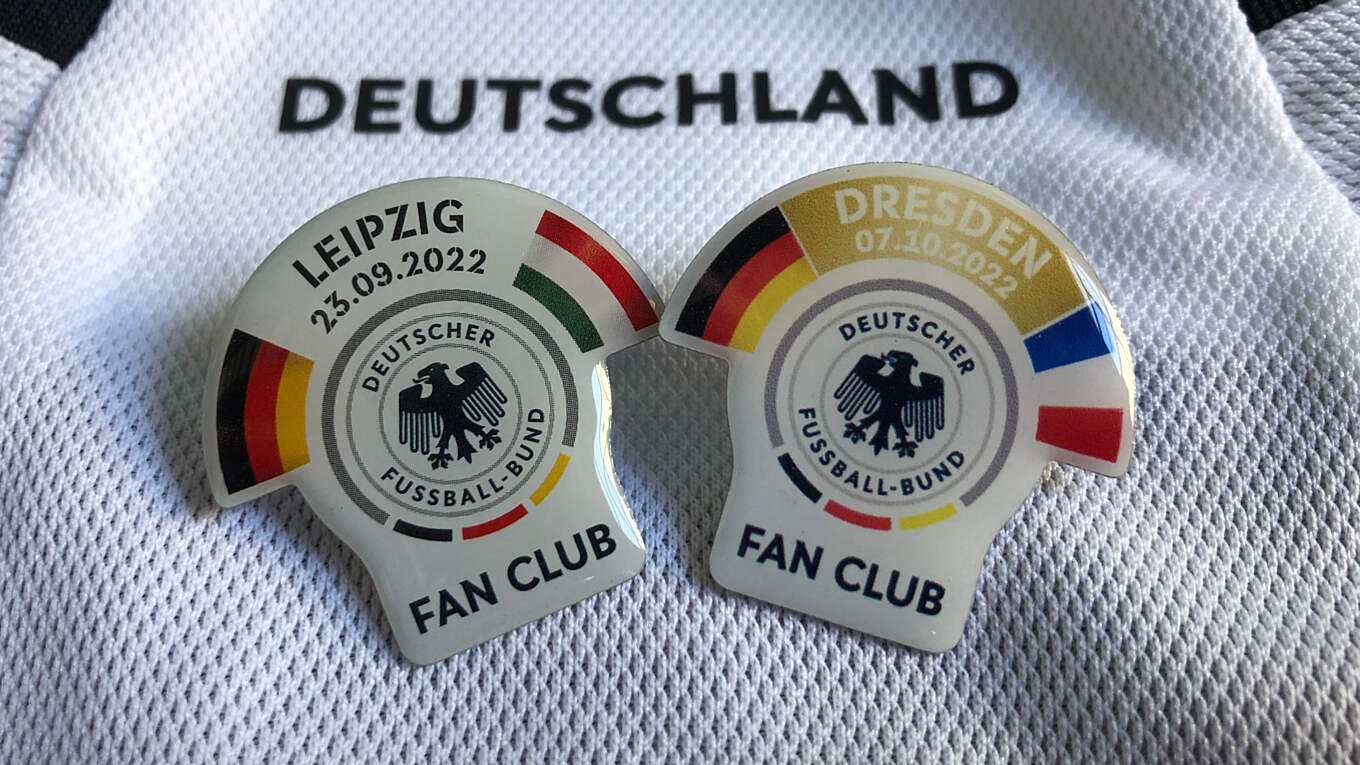 DEUTSCHLAND
LEIPZIG
23.09.2022
DEUTSCHER
FUSSBALL-BUND
FAN CLUB
DRESDEN
07.10.2022
DEUTSCHER
FUSSBALL-BUND
FAN CLUB